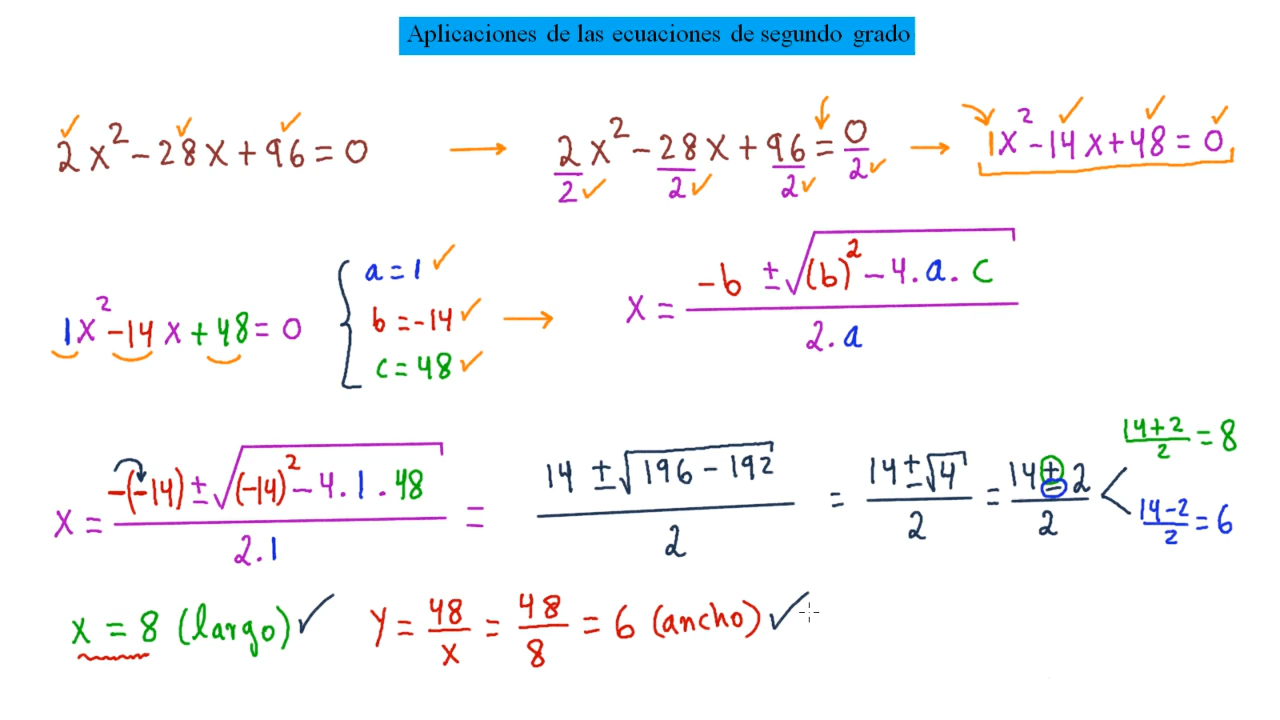 Aplicaciones de las ecuaciones de segundo grado
2x² - 28x + 96 = 0 → 2x²/2 - 28x/2 + 96/2 = 0/2 → 1x² - 14x + 48 = 0
1x² - 14x + 48 = 0 { a = 1 b = -14 c = 48 → x = (-b ± √((b)² - 4.a.c))/(2.a)
x = (-(-14) ± √((-14)² - 4.1.48))/(2.1) = (14 ± √(196 - 192))/2 = (14 ± √4)/2 = (14 ± 2)/2 < (14+2)/2 = 8 (14-2)/2 = 6
x = 8 (largo) ✓ y = 48/x = 48/8 = 6 (ancho) ✓